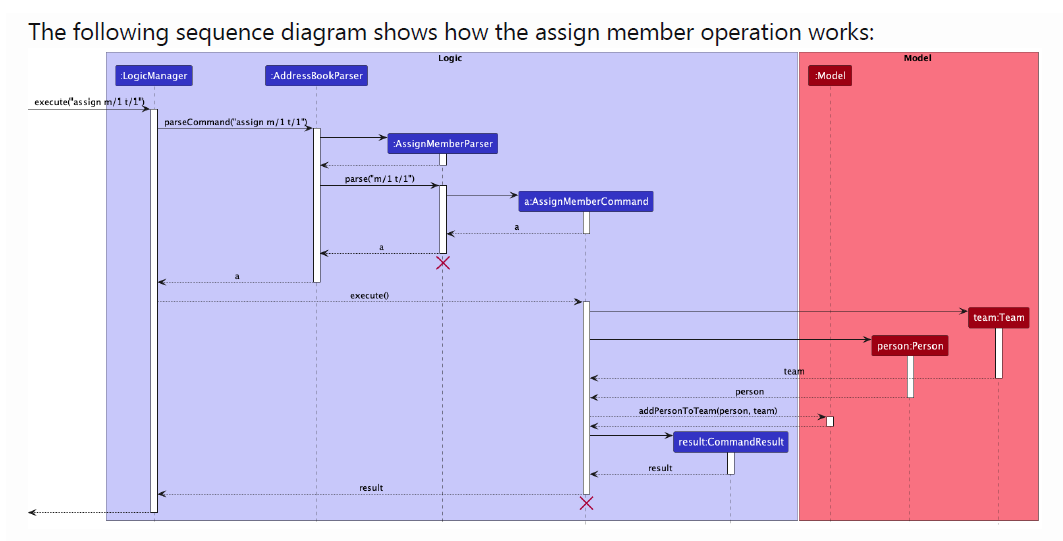 The following sequence diagram shows how the assign member operation works:
Logic
Model
:LogicManager
:AddressBookParser
:Model
execute("assign m/1 t/1")
parseCommand("assign m/1 t/1")
:AssignMemberParser
parse("m/1 t/1")
a:AssignMemberCommand
a
a
a
execute()
team:Team
person:Person
team
person
addPersonToTeam(person, team)
result:CommandResult
result
result